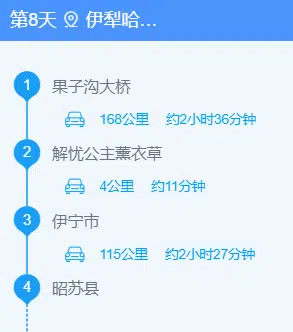 第8天 伊犁哈...
1 果子沟大桥
168公里 约2小时36分钟
2 解忧公主薰衣草
4公里 约11分钟
3 伊宁市
115公里 约2小时27分钟
4 昭苏县